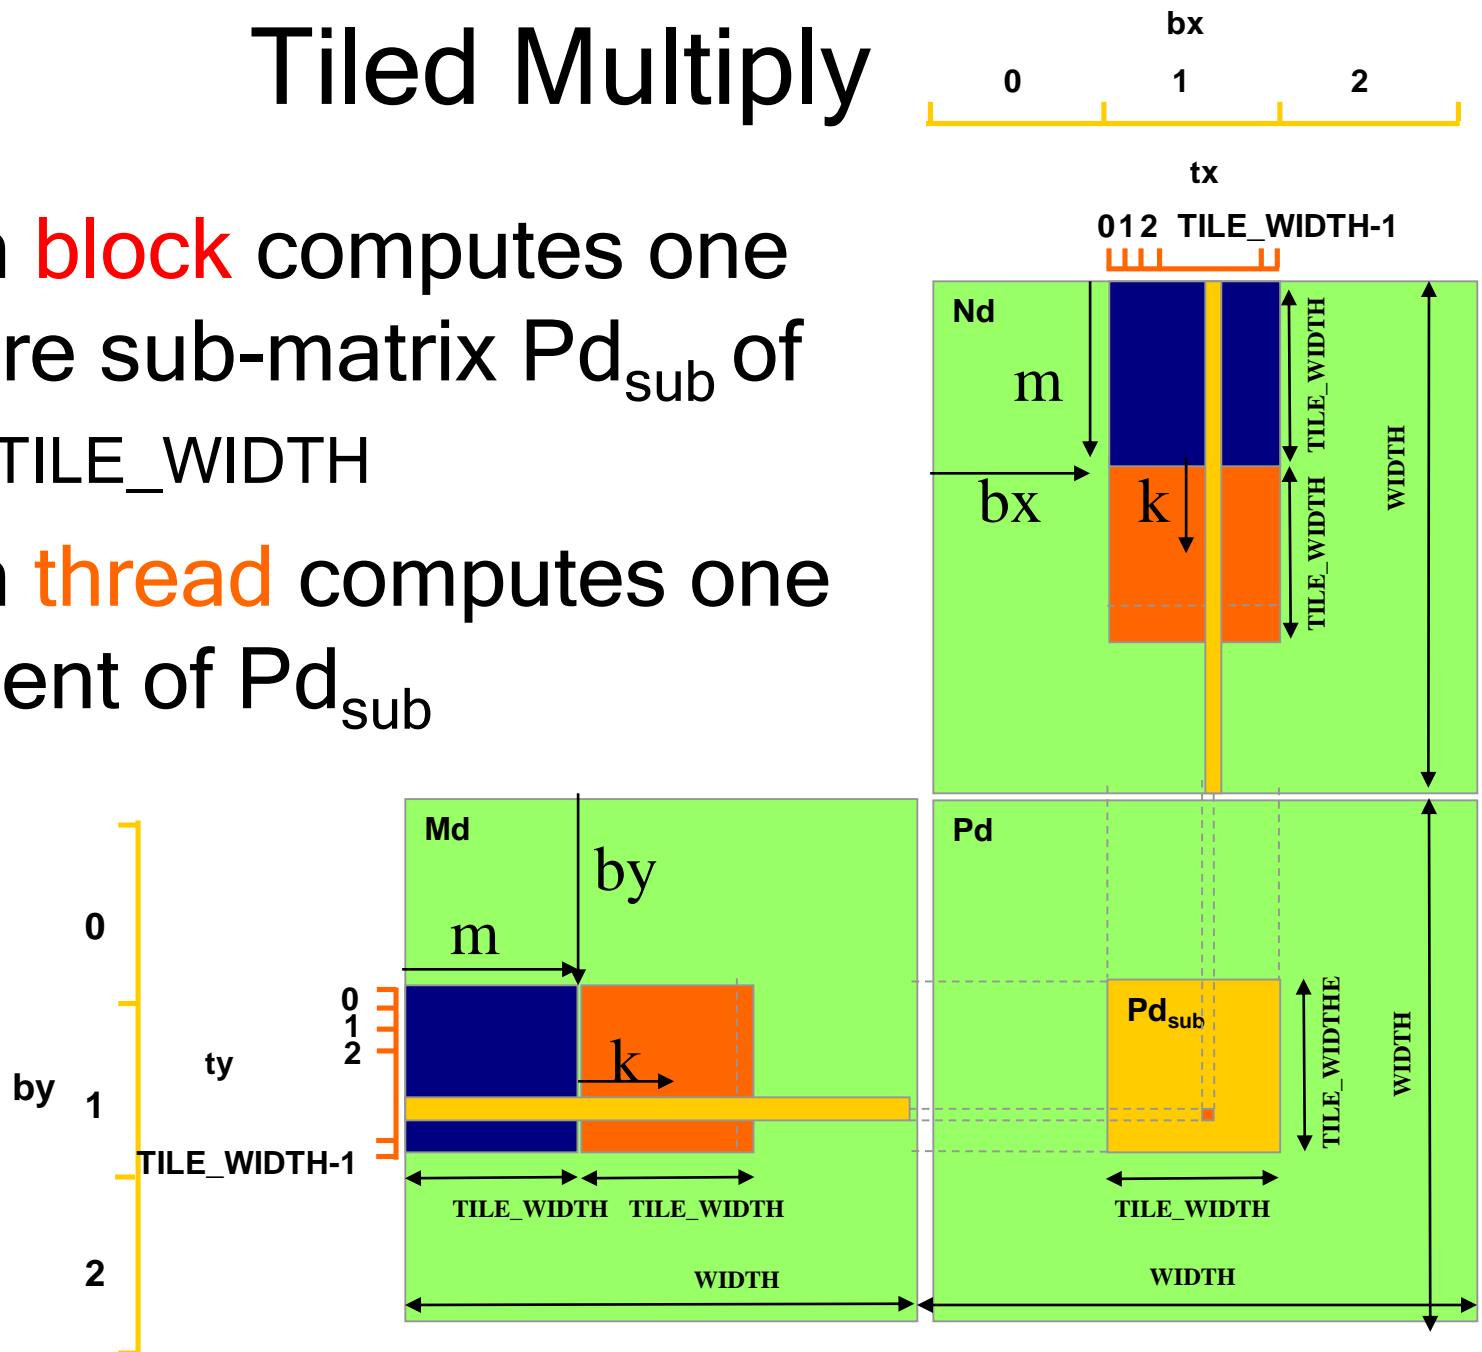 Tiled Multiply
bx
0 1 2
tx
0 1 2 TILE_WIDTH-1
block computes one
re sub-matrix Pdsub of
TILE_WIDTH
thread computes one
ent of Pdsub
Nd
m
bx
k
TILE_WIDTH
TILE_WIDTH
WIDTH
Md
by
m
k
TILE_WIDTH TILE_WIDTH
WIDTH
Pd
Pdsub
TILE_WIDTHE
WIDTH
TILE_WIDTH
WIDTH
by
0
1
2
ty
0
1
2
TILE_WIDTH-1